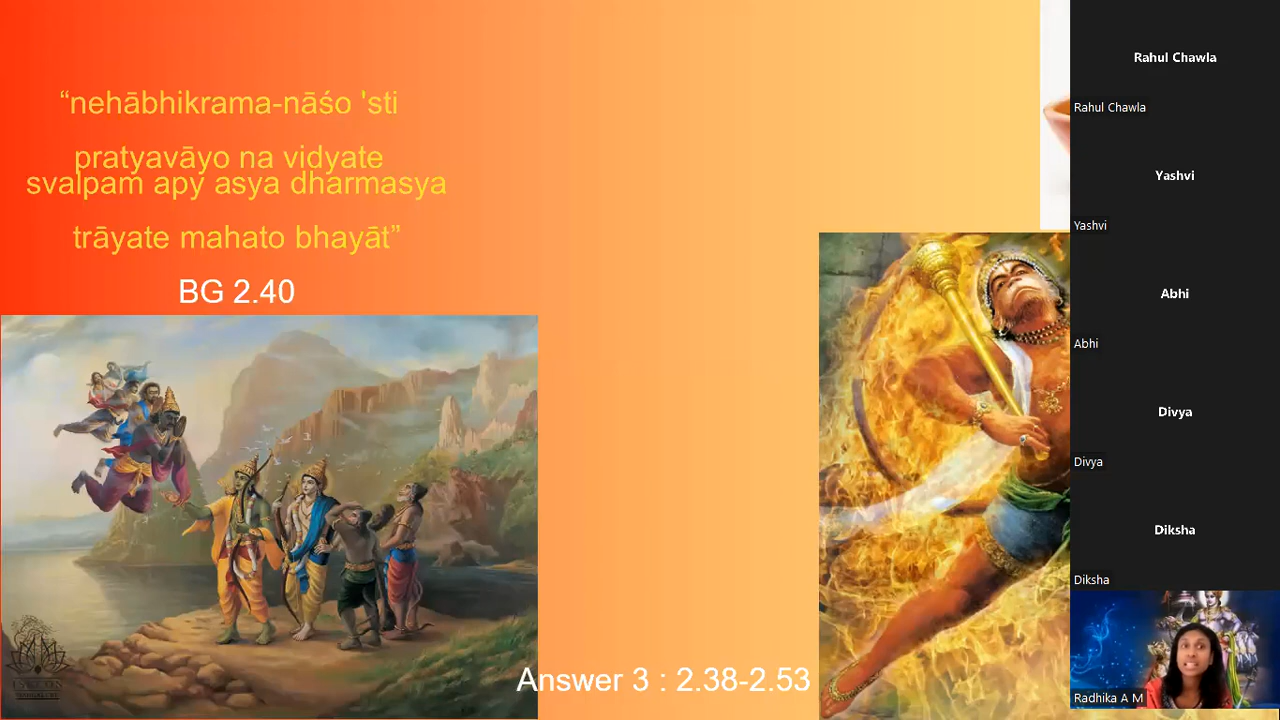 “nehābhikrama-nāśo 'sti
pratyavāyo na vidyate
svalpam apy asya dharmasya
trāyate mahato bhayāt”
BG 2.40
Answer 3 : 2.38-2.53
Rahul Chawla
Rahul Chawla
Yashvi
Yashvi
Abhi
Abhi
Divya
Divya
Diksha
Diksha
Radhika A M